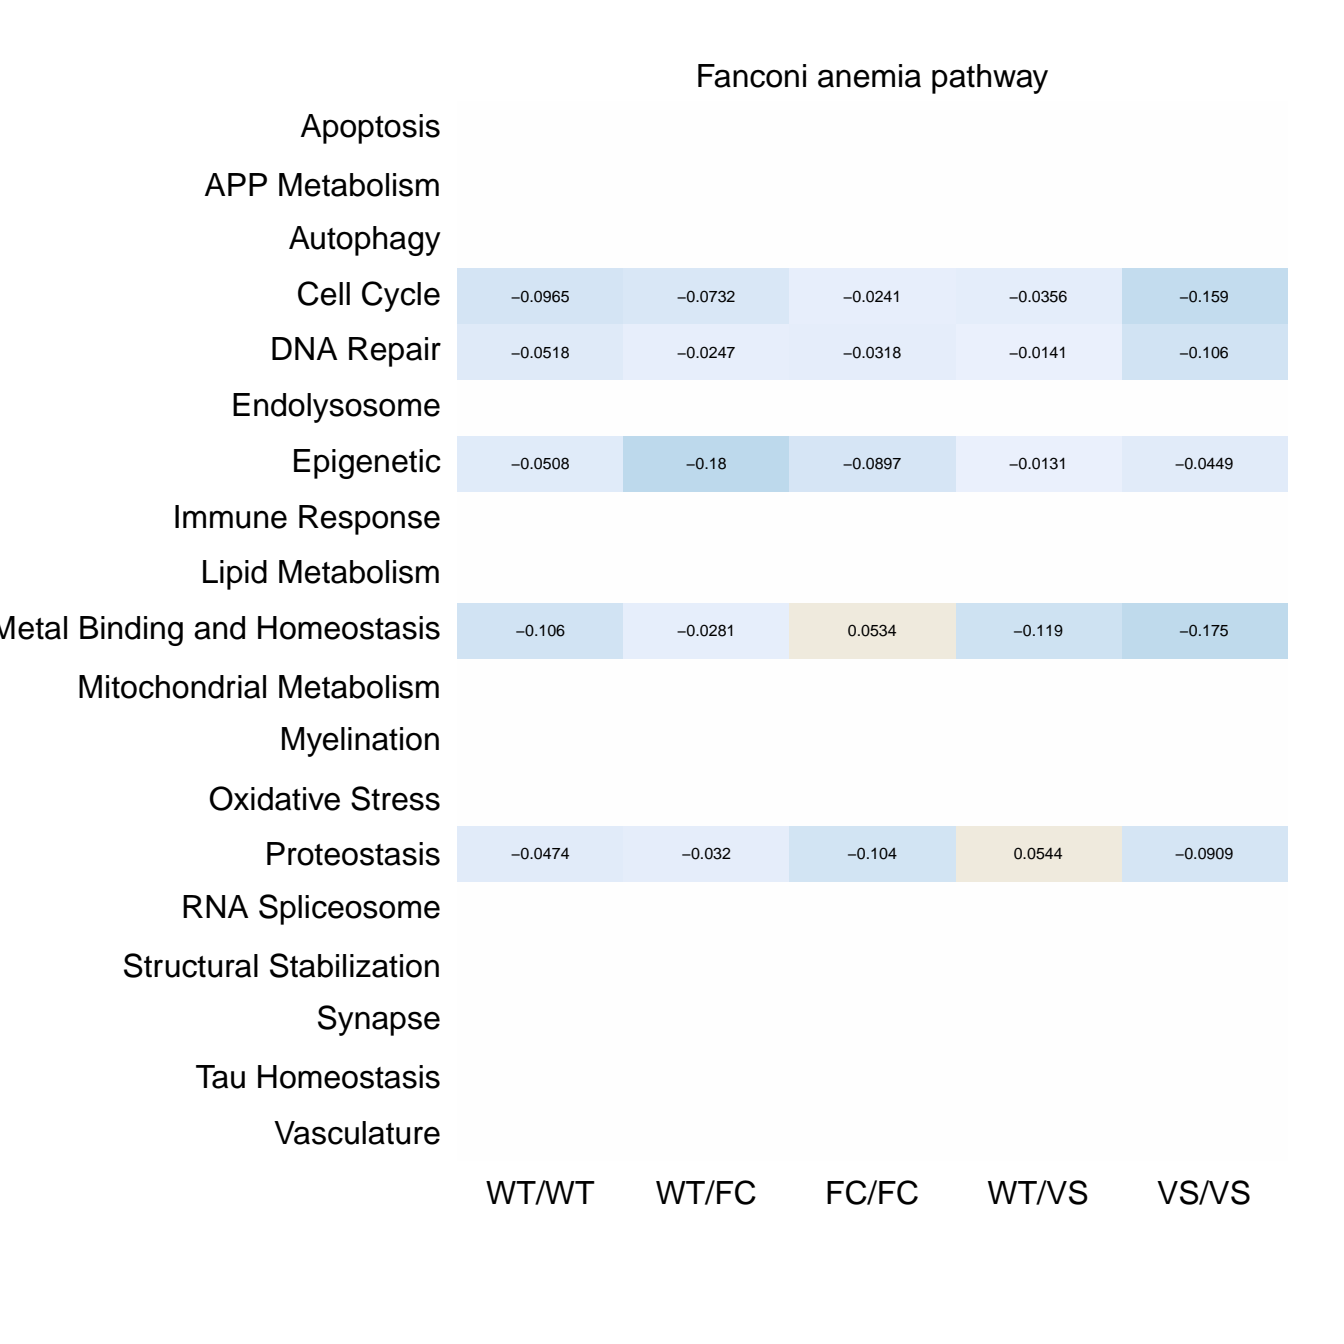 Fanconi anemia pathway
Apoptosis
APP Metabolism
Autophagy
Cell Cycle −0.0965 −0.0732 −0.0241 −0.0356 −0.159
DNA Repair −0.0518 −0.0247 −0.0318 −0.0141 −0.106
Endolysosome
Epigenetic −0.0508 −0.18 −0.0897 −0.0131 −0.0449
Immune Response
Lipid Metabolism
Metal Binding and Homeostasis −0.106 −0.0281 0.0534 −0.119 −0.175
Mitochondrial Metabolism
Myelination
Oxidative Stress
Proteostasis −0.0474 −0.032 −0.104 0.0544 −0.0909
RNA Spliceosome
Structural Stabilization
Synapse
Tau Homeostasis
Vasculature
WT/WT WT/FC FC/FC WT/VS VS/VS